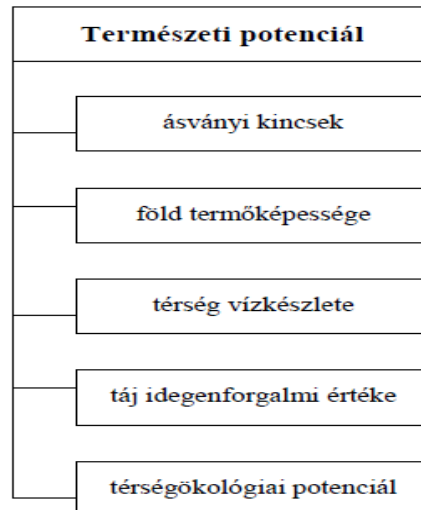 Természeti potenciál
ásványi kincsek
föld termőképessége
térség vízkészlete
táj idegenforgalmi értéke
térségökológiai potenciál